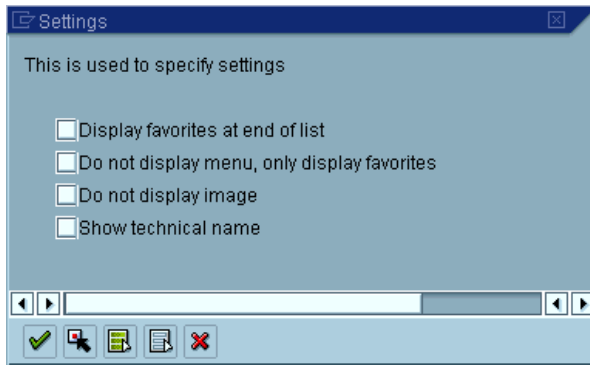 Settings
This is used to specify settings
Display favorites at end of list
Do not display menu, only display favorites
Do not display image
Show technical name